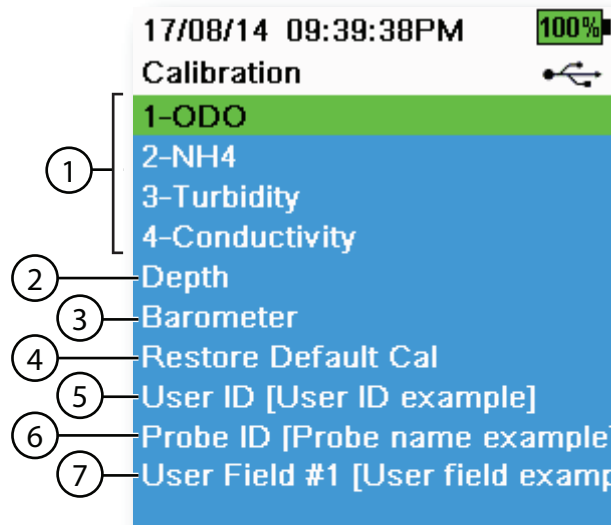 17/08/14 09:39:38PM 100%
Calibration
1-ODO
2-NH4
3-Turbidity
4-Conductivity
1
2 Depth
3 Barometer
4 Restore Default Cal
5 User ID [User ID example]
6 Probe ID [Probe name example]
7 User Field #1 [User field examp